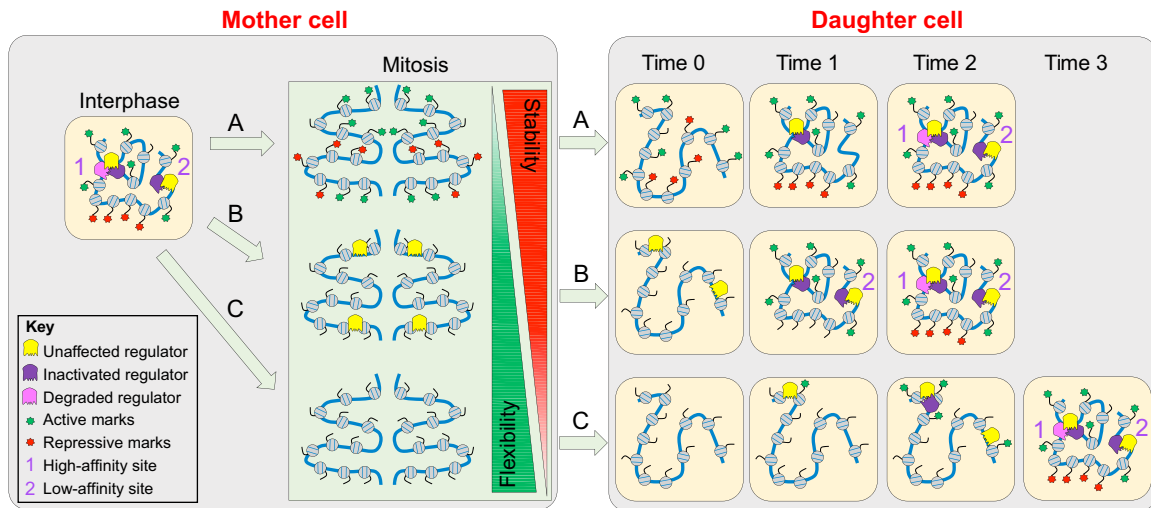 Mother cell
Daughter cell
Interphase
1
2
A
B
C
Mitosis
Stability
Flexibility
Key
Unaffected regulator
Inactivated regulator
Degraded regulator
Active marks
Repressive marks
1 High-affinity site
2 Low-affinity site
Time 0 Time 1 Time 2 Time 3
A
1
2
B
1
2
C
1
2